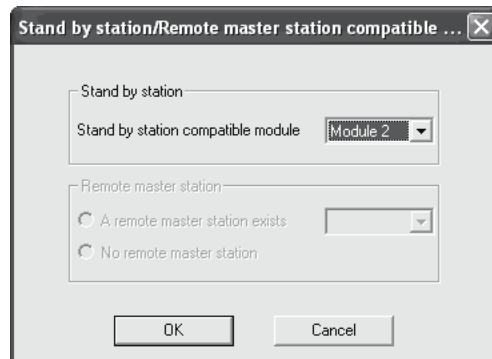 Stand by station/Remote master station compatible ...
Stand by station
Stand by station compatible module Module 2
Remote master station
A remote master station exists
No remote master station
OK Cancel